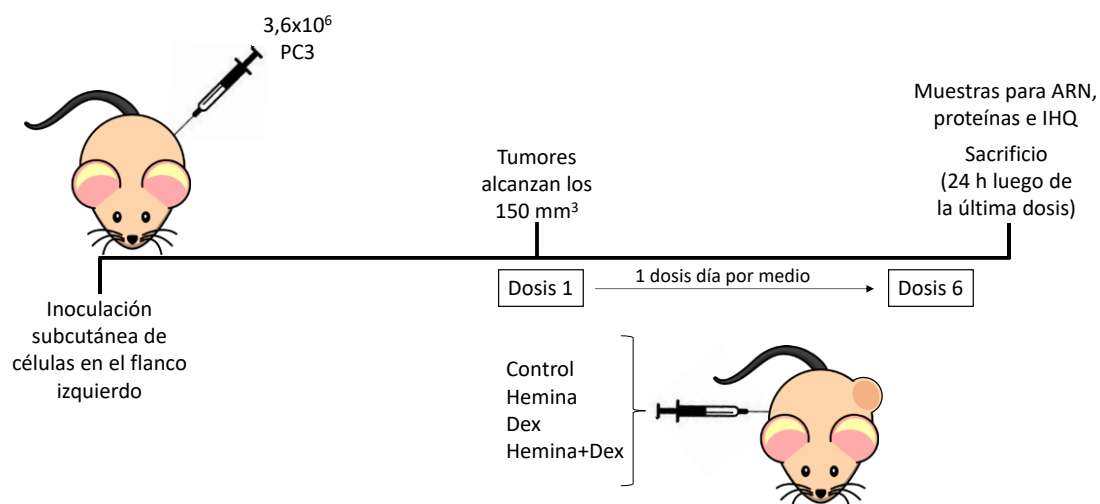 3,6x10⁶
PC3
Muestras para ARN,
proteínas e IHQ
Sacrificio
(24 h luego de
la última dosis)
Tumores
alcanzan los
150 mm³
Dosis 1
1 dosis día por medio
Dosis 6
Inoculación
subcutánea de
células en el flanco
izquierdo
Control
Hemina
Dex
Hemina+Dex